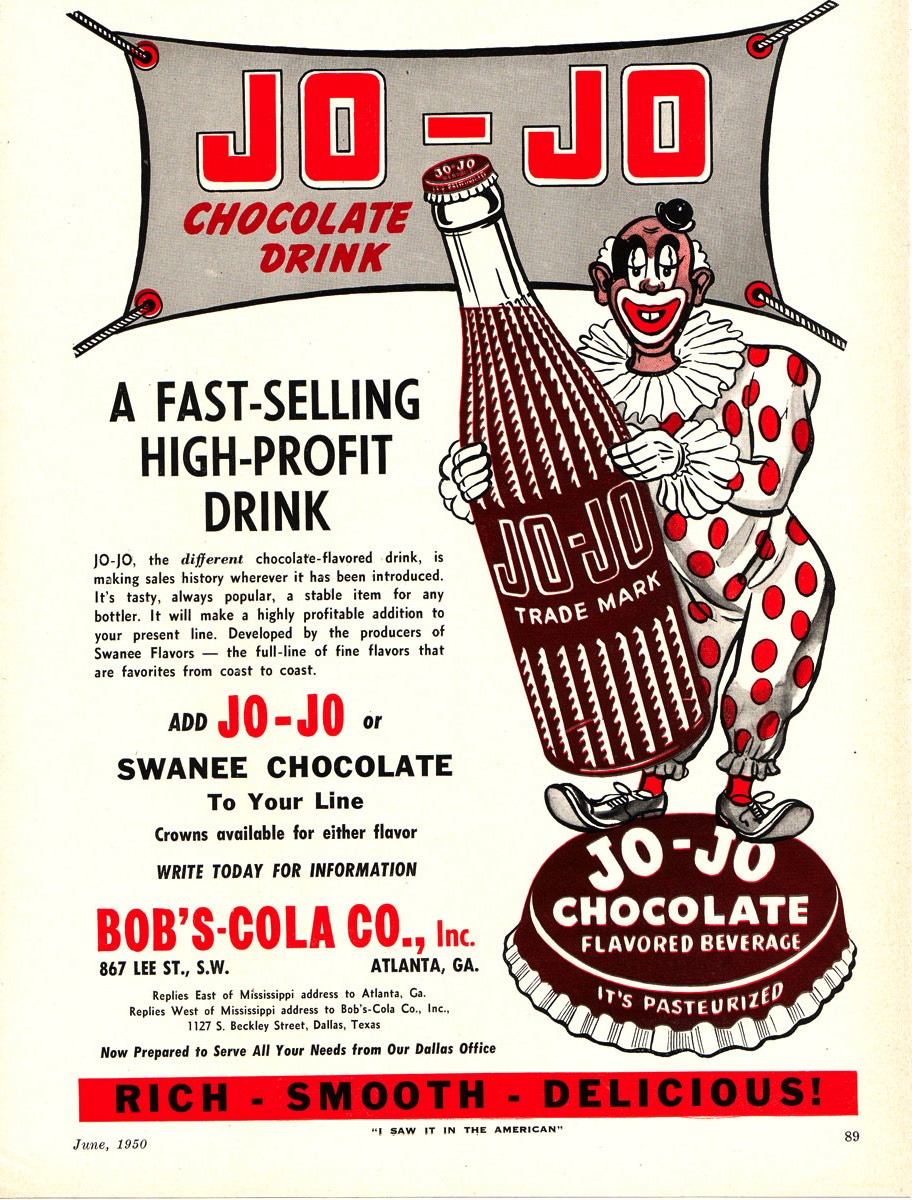 JO-JO
CHOCOLATE
DRINK
JO-JO
A FAST-SELLING
HIGH-PROFIT
DRINK
JO-JO, the different chocolate-flavored drink, is
making sales history wherever it has been introduced.
It's tasty, always popular, a stable item for any
bottler. It will make a highly profitable addition to
your present line. Developed by the producers of
Swanee Flavors — the full-line of fine flavors that
are favorites from coast to coast.
JO-JO
TRADE MARK
ADD JO-JO or
SWANEE CHOCOLATE
To Your Line
Crowns available for either flavor
WRITE TODAY FOR INFORMATION
BOB'S-COLA CO., Inc.
867 LEE ST., S.W. ATLANTA, GA.
Replies East of Mississippi address to Atlanta, Ga.
Replies West of Mississippi address to Bob's-Cola Co., Inc.,
1127 S. Beckley Street, Dallas, Texas
Now Prepared to Serve All Your Needs from Our Dallas Office
JO-JO
CHOCOLATE
FLAVORED BEVERAGE
IT'S PASTEURIZED
RICH - SMOOTH - DELICIOUS!
"I SAW IT IN THE AMERICAN"
June, 1950
89